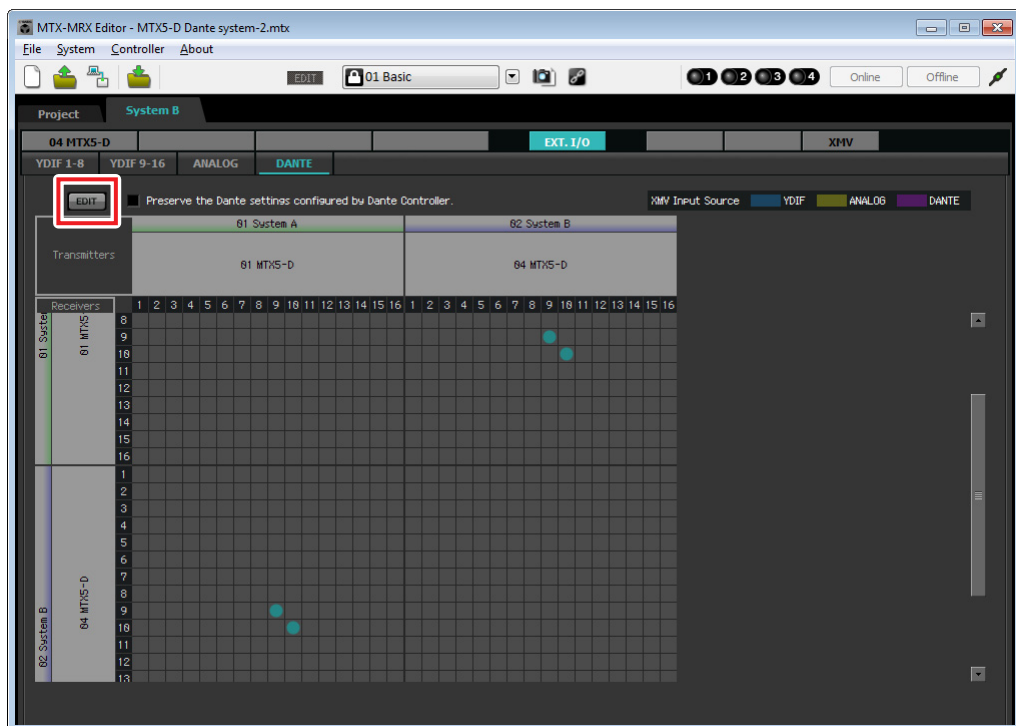 MTX-MRX Editor - MTX5-D Dante system-2.mtx
File System Controller About
EDIT 01 Basic 1 2 3 4 Online Offline
Project System B
04 MTX5-D EXT. I/O XMV
YDIF 1-8 YDIF 9-16 ANALOG DANTE
EDIT Preserve the Dante settings configured by Dante Controller. XMV Input Source YDIF ANALOG DANTE
01 System A 02 System B
Transmitters 01 MTX5-D 04 MTX5-D
Receivers 1 2 3 4 5 6 7 8 9 10 11 12 13 14 15 16 1 2 3 4 5 6 7 8 9 10 11 12 13 14 15 16
01 Syste
01 MTX5
8
9
10
11
12
13
14
15
16
02 System B
04 MTX5-D
1
2
3
4
5
6
7
8
9
10
11
12
13